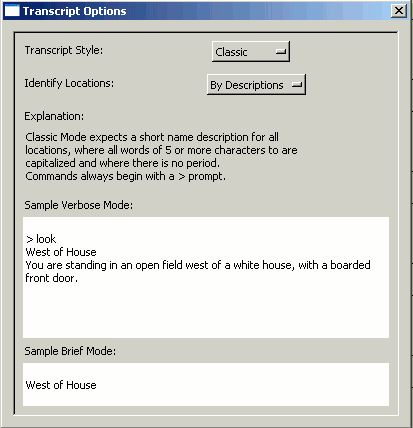 Transcript Options
Transcript Style: Classic
Identify Locations: By Descriptions
Explanation:
Classic Mode expects a short name description for all
locations, where all words of 5 or more characters to are
capitalized and where there is no period.
Commands always begin with a > prompt.
Sample Verbose Mode:
> look
West of House
You are standing in an open field west of a white house, with a boarded
front door.
Sample Brief Mode:
West of House